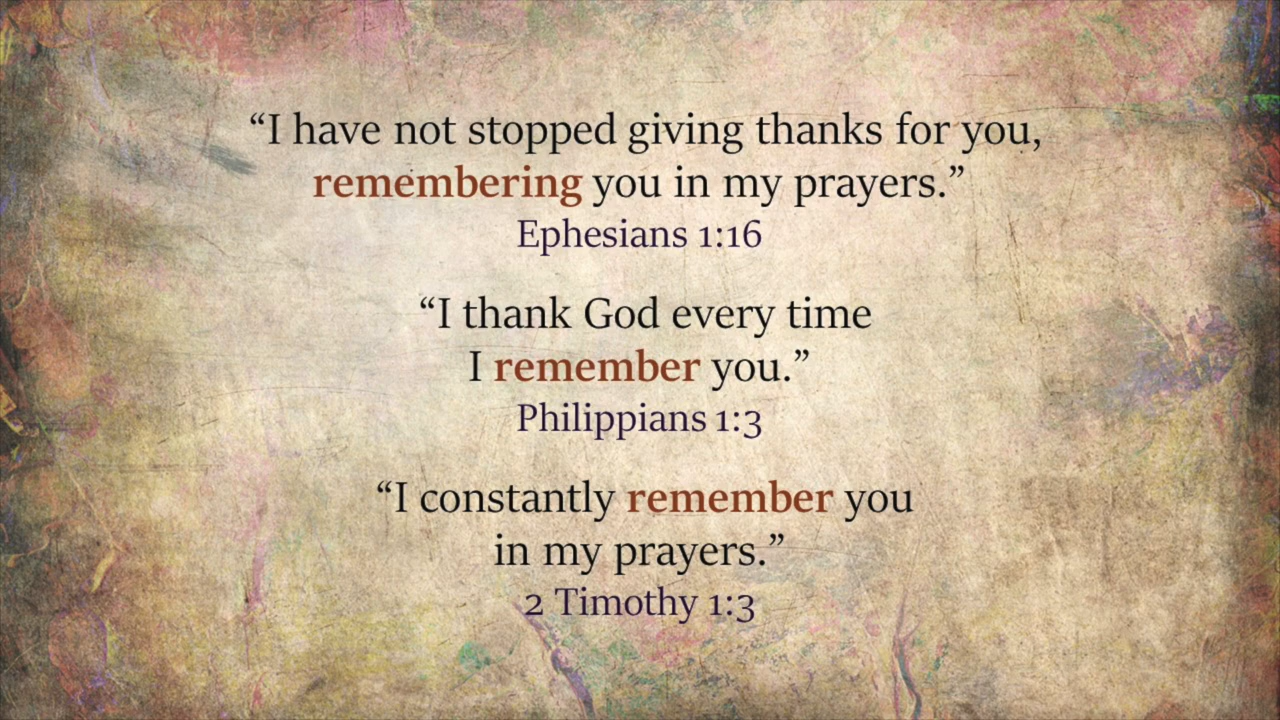 “I have not stopped giving thanks for you,
remembering you in my prayers.”
Ephesians 1:16
“I thank God every time
I remember you.”
Philippians 1:3
“I constantly remember you
in my prayers.”
2 Timothy 1:3